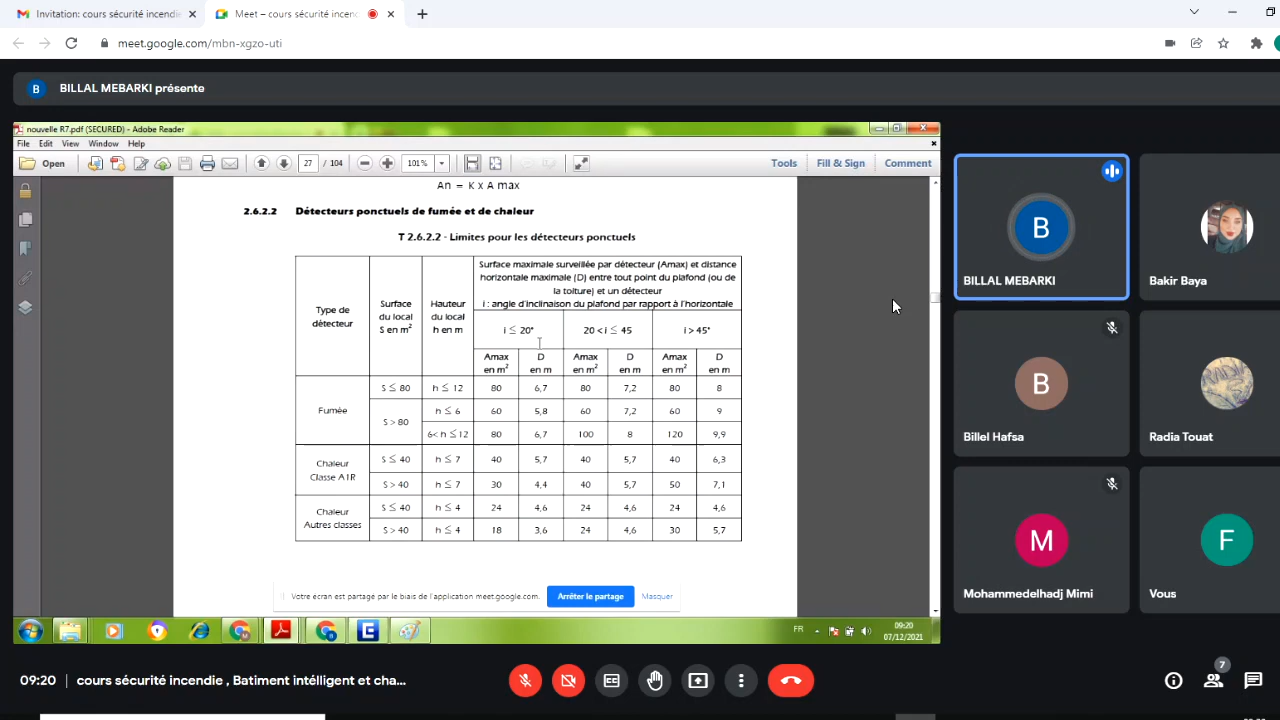 Invitation: cours sécurité incendie
Meet – cours sécurité incen
meet.google.com/mbn-xgzo-uti
B BILLAL MEBARKI présente
nouvelle R7.pdf (SECURED) - Adobe Reader
File Edit View Window Help
Open 27 / 104 101% Tools Fill & Sign Comment
An = K x A max
2.6.2.2 Détecteurs ponctuels de fumée et de chaleur
T 2.6.2.2 - Limites pour les détecteurs ponctuels
Type de détecteur
Surface du local S en m²
Hauteur du local h en m
Surface maximale surveillée par détecteur (Amax) et distance
horizontale maximale (D) entre tout point du plafond (ou de
la toiture) et un détecteur
i : angle d'inclinaison du plafond par rapport à l'horizontale
i ≤ 20° 20 < i ≤ 45 i > 45°
Amax en m² D en m Amax en m² D en m Amax en m² D en m
Fumée S ≤ 80 h ≤ 12 80 6,7 80 7,2 80 8
S > 80 h ≤ 6 60 5,8 60 7,2 60 9
6< h ≤ 12 80 6,7 100 8 120 9,9
Chaleur Classe A1R S ≤ 40 h ≤ 7 40 5,7 40 5,7 40 6,3
S > 40 h ≤ 7 30 4,4 40 5,7 50 7,1
Chaleur Autres classes S ≤ 40 h ≤ 4 24 4,6 24 4,6 24 4,6
S > 40 h ≤ 4 18 3,6 24 4,6 30 5,7
Votre écran est partagé par le biais de l'application meet.google.com. Arrêter le partage Masquer
FR 09:20
07/12/2021
B
BILLAL MEBARKI
Bakir Baya
B
Billel Hafsa
Radia Touat
M
Mohammedelhadj Mimi
F
Vous
09:20 | cours sécurité incendie , Batiment intélligent et cha...
7